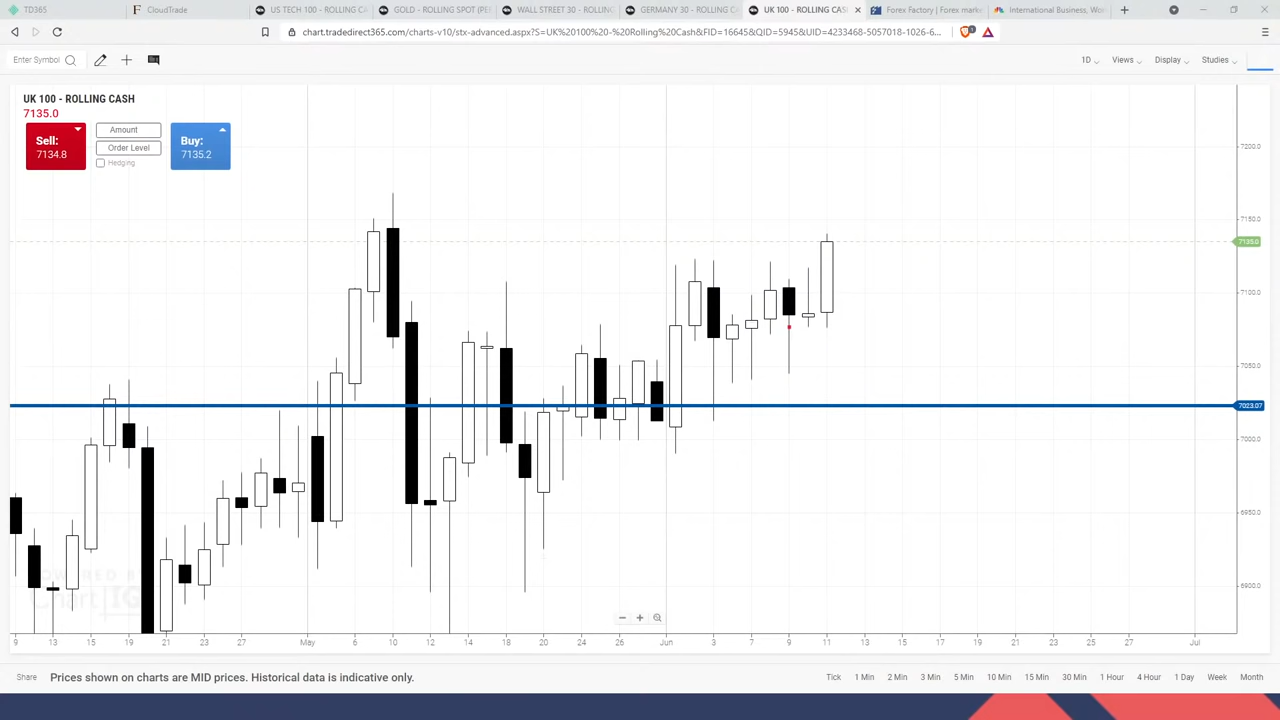 TD365
CloudTrade
US TECH 100 - ROLLING CA
GOLD - ROLLING SPOT (PE
WALL STREET 30 - ROLLING
GERMANY 30 - ROLLING C
UK 100 - ROLLING CAS
Forex Factory | Forex marke
International Business, Wor
chart.tradedirect365.com/charts-v10/stx-advanced.aspx?S=UK%20100%20-%20Rolling%20Cash&FID=16645&QID=5945&UID=4233468-5057018-1026-6...
Enter Symbol
1D
Views
Display
Studies
UK 100 - ROLLING CASH
7135.0
Sell:
7134.8
Amount
Order Level
Hedging
Buy:
7135.2
7200.0
7150.0
7135.0
7100.0
7050.0
7023.07
7000.0
6950.0
6900.0
POWERED BY
Chart IQ
9 13 15 19 21 23 27 May 6 10 12 14 18 20 24 26 Jun 3 7 9 11 13 15 19 21 23 25 27 Jul
Share
Prices shown on charts are MID prices. Historical data is indicative only.
Tick 1 Min 2 Min 3 Min 5 Min 10 Min 15 Min 30 Min 1 Hour 4 Hour 1 Day Week Month